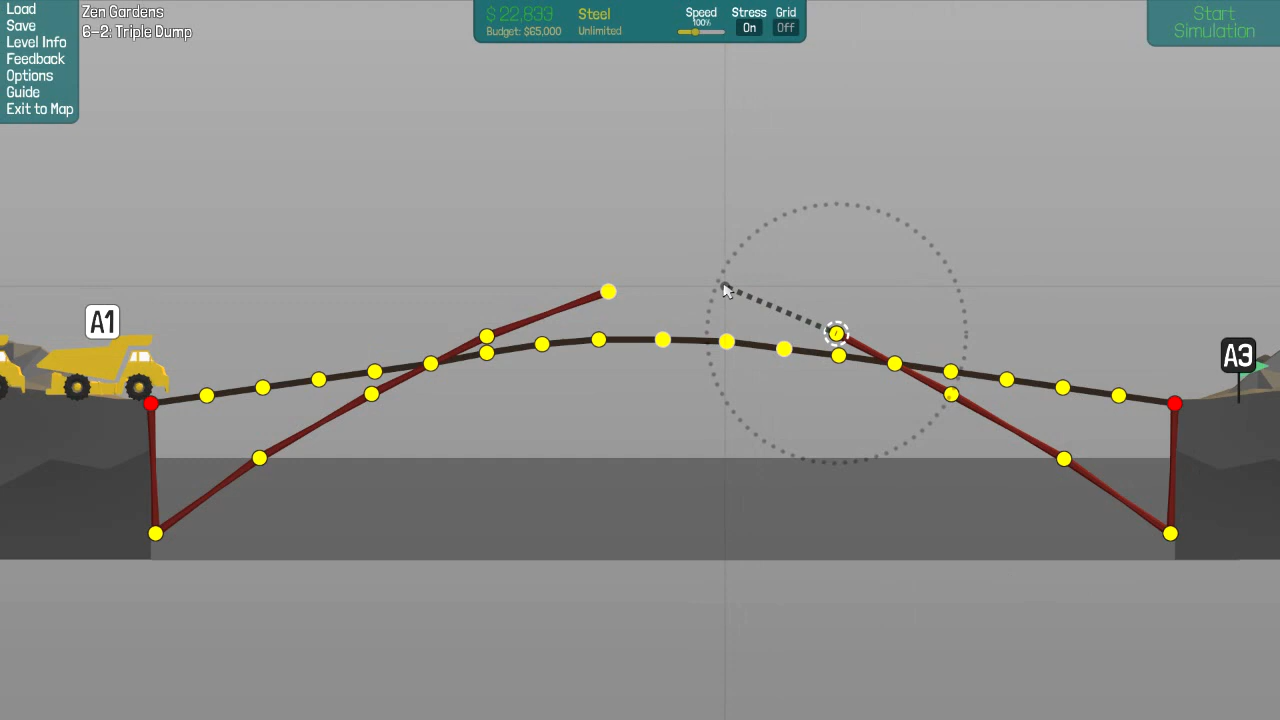 Load
Save
Level Info
Feedback
Options
Guide
Exit to Map
Zen Gardens
6-2: Triple Dump
$ 22,833
Budget: $65,000
Steel
Unlimited
Speed
100%
Stress
On
Grid
Off
Start
Simulation
A1
A3